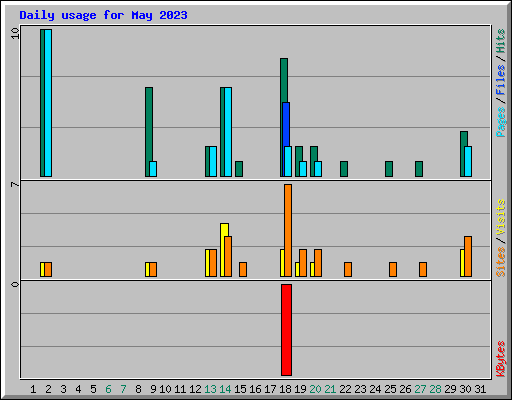 Daily usage for May 2023
10
7
0
Pages / Files / Hits
Sites / Visits
KBytes
1 2 3 4 5 6 7 8 9 10 11 12 13 14 15 16 17 18 19 20 21 22 23 24 25 26 27 28 29 30 31